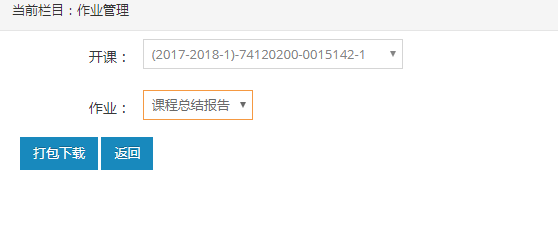 当前栏目：作业管理
开课： (2017-2018-1)-74120200-0015142-1
作业： 课程总结报告
打包下载 返回